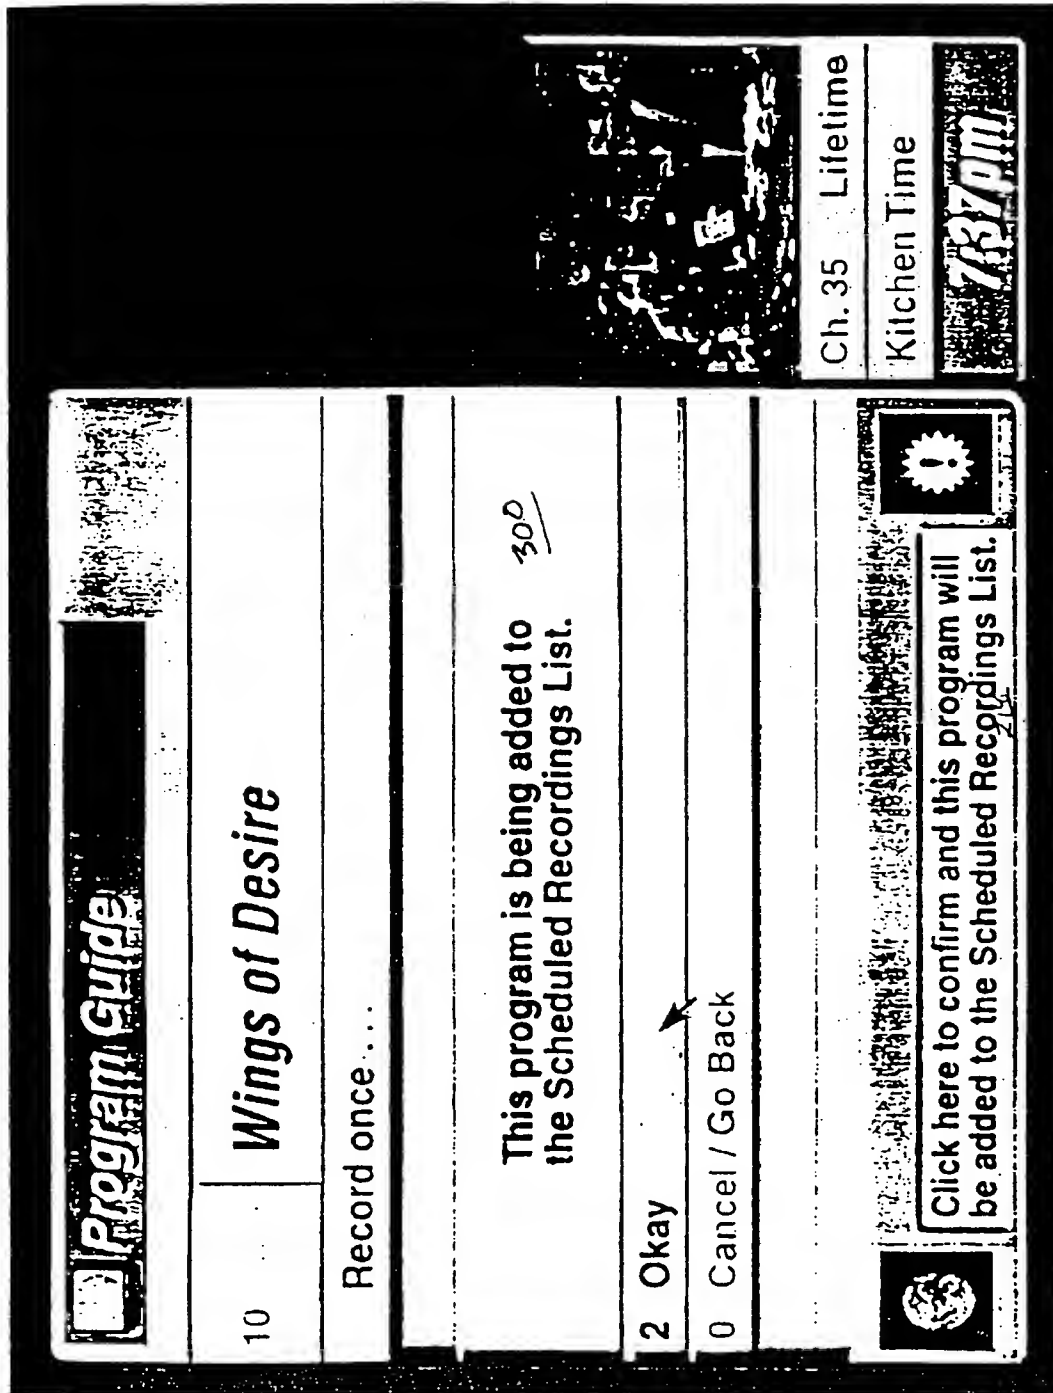 Program Guide
10 Wings of Desire
Record once...
This program is being added to
the Scheduled Recordings List.
300
2 Okay
0 Cancel / Go Back
Click here to confirm and this program will
be added to the Scheduled Recordings List.
Ch. 35 Lifetime
Kitchen Time
7:37pm